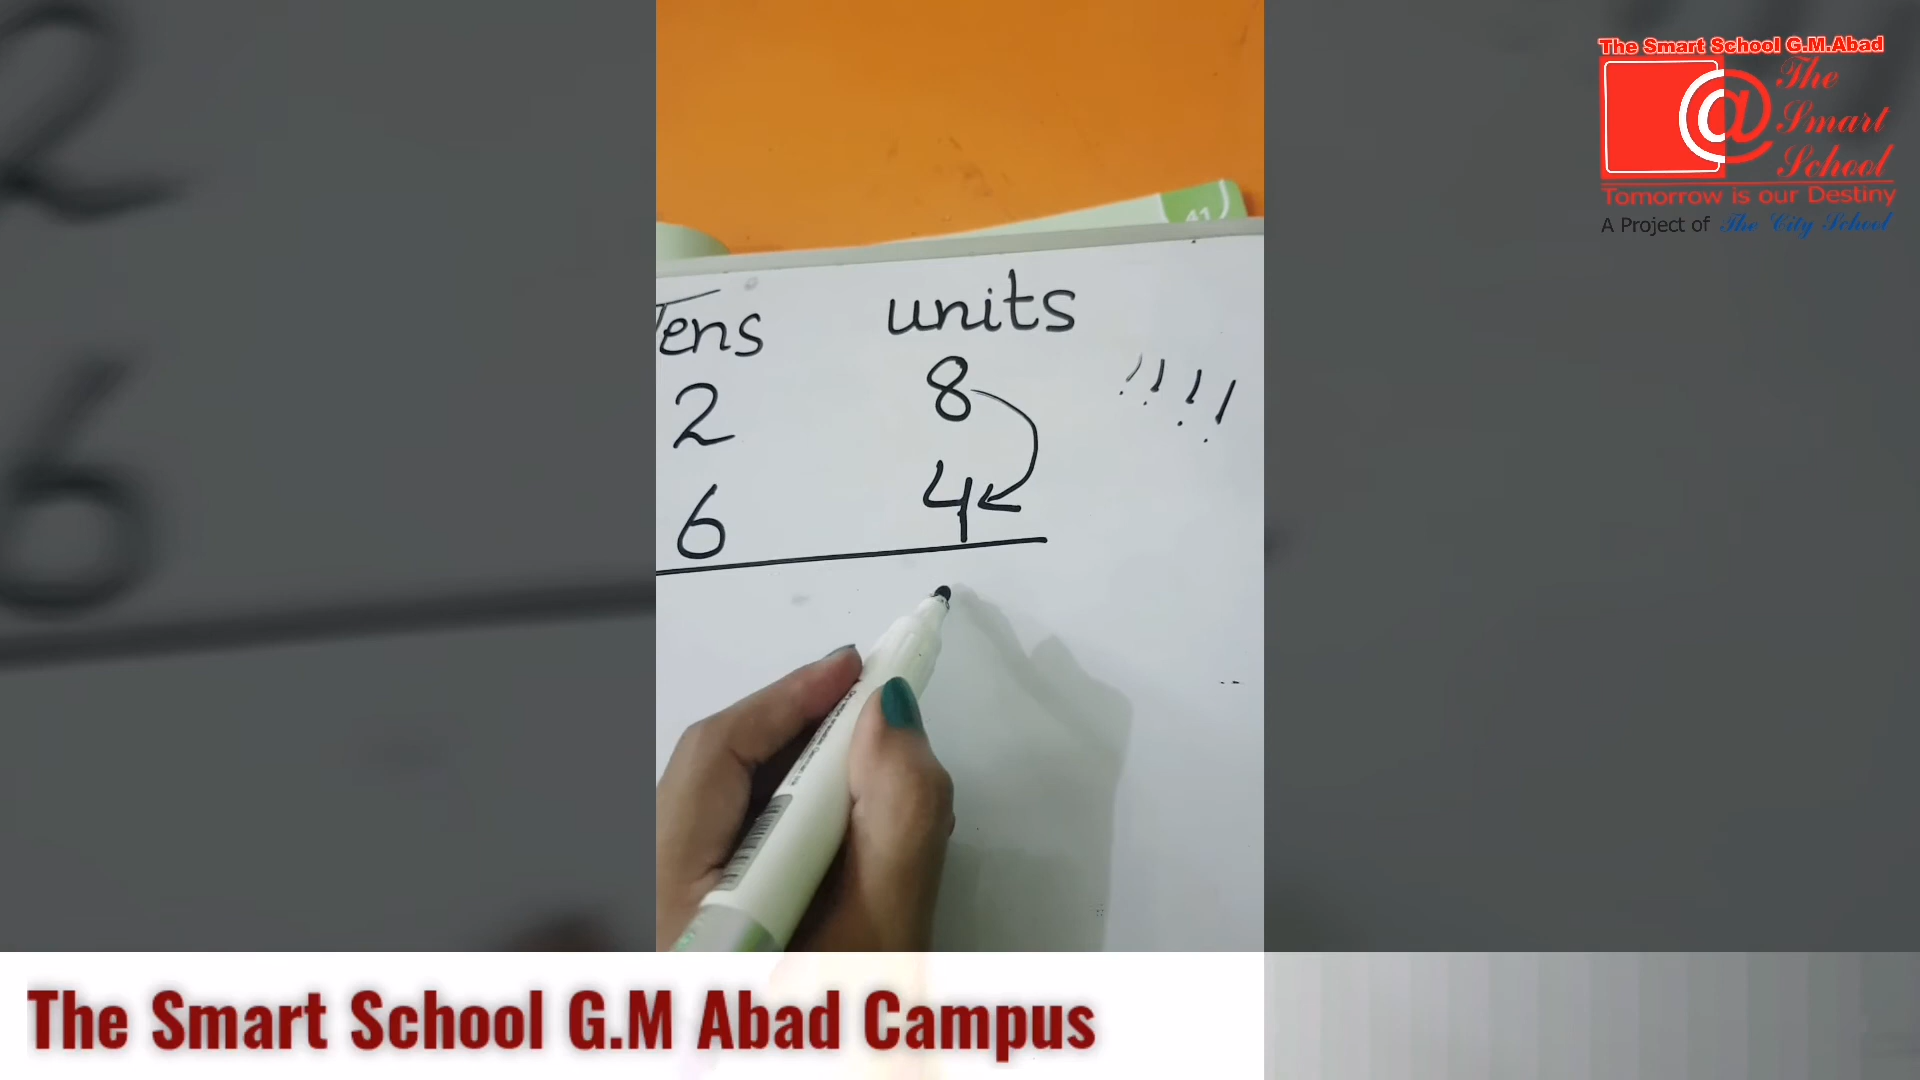 The Smart School G.M.Abad
The
Smart
School
Tomorrow is our Destiny
A Project of The City School
41
Tens units
2 8 !!!!
6 4
The Smart School G.M Abad Campus